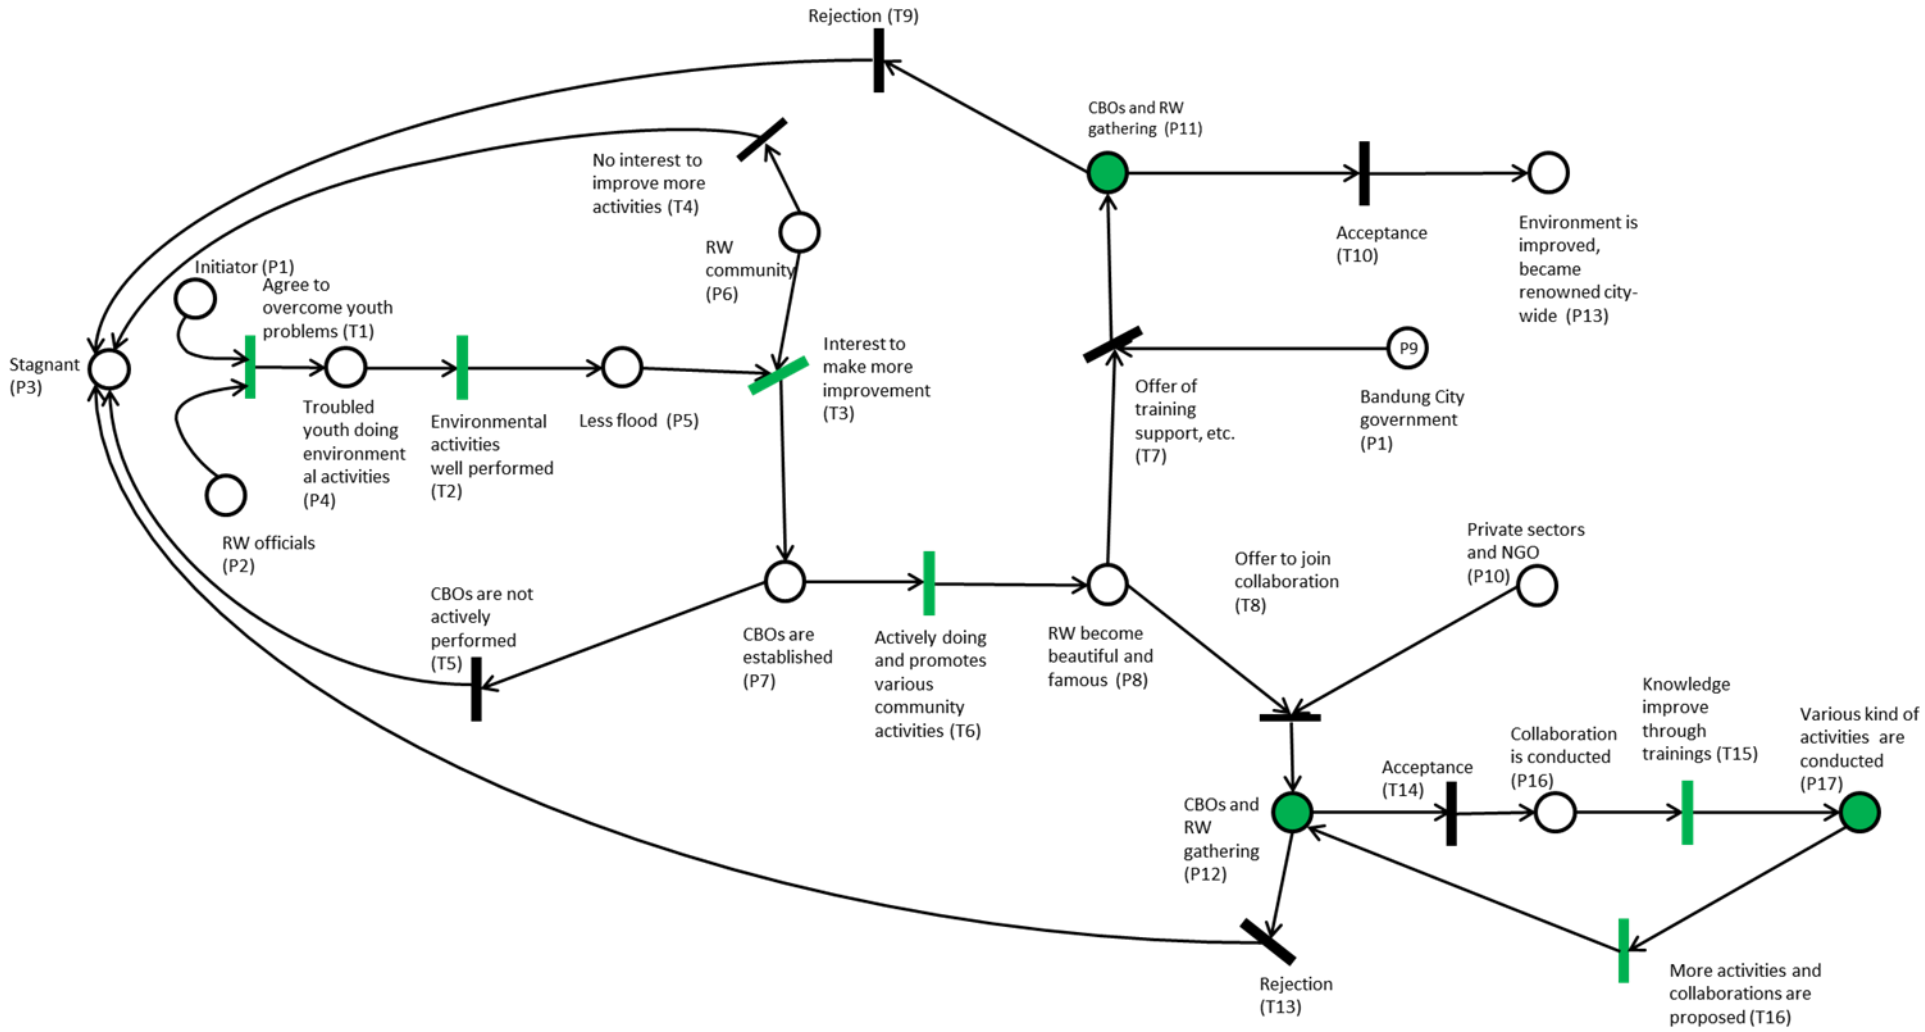 Rejection (T9)
CBOs and RW
gathering (P11)
No interest to
improve more
activities (T4)
RW
community
(P6)
Acceptance
(T10)
Environment is
improved,
became
renowned city-
wide (P13)
Initiator (P1)
Agree to
overcome youth
problems (T1)
Stagnant
(P3)
Interest to
make more
improvement
(T3)
P9
Bandung City
government
(P1)
Offer of
training
support, etc.
(T7)
Troubled
youth doing
environment
al activities
(P4)
Environmental
activities
well performed
(T2)
Less flood (P5)
RW officials
(P2)
CBOs are not
actively
performed
(T5)
CBOs are
established
(P7)
Actively doing
and promotes
various
community
activities (T6)
RW become
beautiful and
famous (P8)
Offer to join
collaboration
(T8)
Private sectors
and NGO
(P10)
CBOs and
RW
gathering
(P12)
Acceptance
(T14)
Collaboration
is conducted
(P16)
Knowledge
improve
through
trainings (T15)
Various kind of
activities are
conducted
(P17)
Rejection
(T13)
More activities and
collaborations are
proposed (T16)